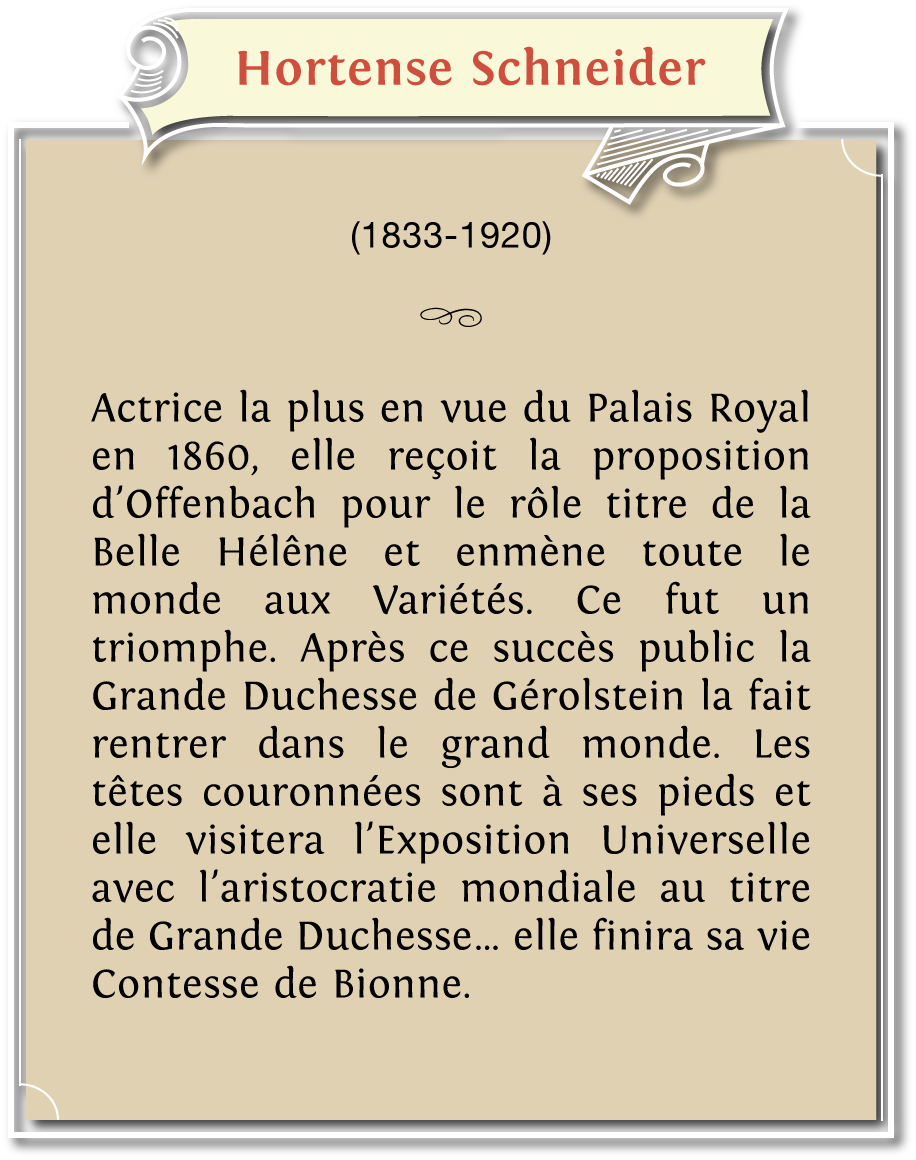 Hortense Schneider
(1833-1920)
Actrice la plus en vue du Palais Royal
en 1860, elle reçoit la proposition
d'Offenbach pour le rôle titre de la
Belle Hélêne et enmène toute le
monde aux Variétés. Ce fut un
triomphe. Après ce succès public la
Grande Duchesse de Gérolstein la fait
rentrer dans le grand monde. Les
têtes couronnées sont à ses pieds et
elle visitera l'Exposition Universelle
avec l'aristocratie mondiale au titre
de Grande Duchesse... elle finira sa vie
Contesse de Bionne.